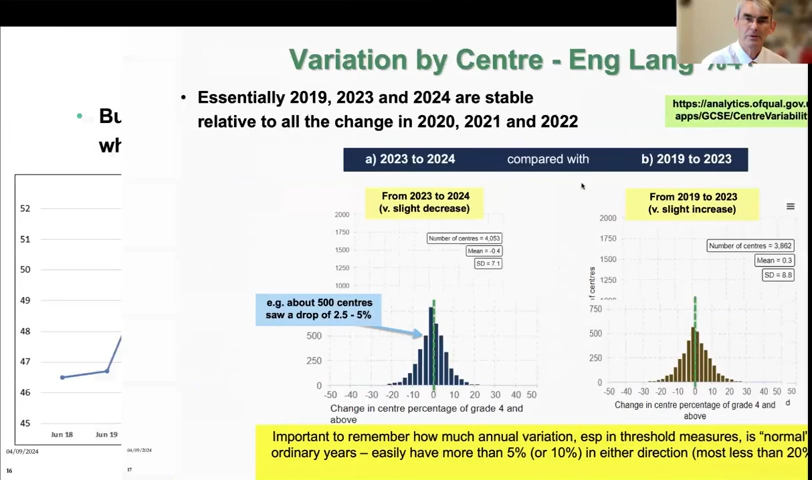 Variation by Centre - Eng Lang %4+
• Essentially 2019, 2023 and 2024 are stable
relative to all the change in 2020, 2021 and 2022
https://analytics.ofqual.gov.u
apps/GCSE/CentreVariabilit
• Bu
wh
a) 2023 to 2024 compared with b) 2019 to 2023
From 2023 to 2024
(v. slight decrease)
2000
1750
1500
1250
1000
500
250
0
Number of centres = 4,053
Mean = -0.4
SD = 7.1
e.g. about 500 centres
saw a drop of 2.5 - 5%
-50 -40 -30 -20 -10 0 10 20 30 40 50
Change in centre percentage of grade 4 and
above
From 2019 to 2023
(v. slight increase)
2000
1750
1500
1250
1000
750
500
250
0
of centres
Number of centres = 3,862
Mean = 0.3
SD = 8.8
-50 -40 -30 -20 -10 0 10 20 30 40 50 50
Change in centre percentage of grade 4 and d
above
52
51
50
49
48
47
46
45
Jun 18 Jun 19
Important to remember how much annual variation, esp in threshold measures, is “normal”
ordinary years – easily have more than 5% (or 10%) in either direction (most less than 20%
04/09/2024
16
04/09/2024
17